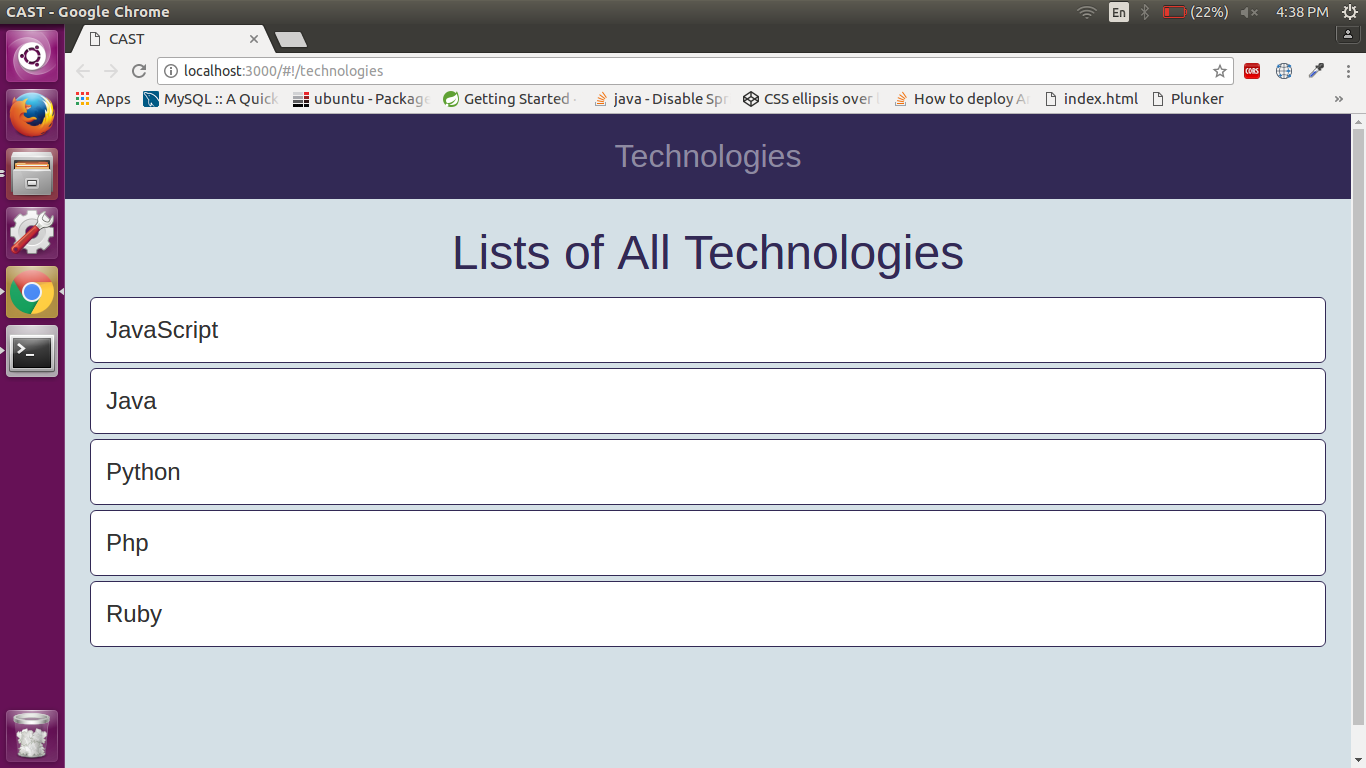 CAST - Google Chrome
En
(22%)
4:38 PM
CAST
localhost:3000/#!/technologies
CORS
Apps
MySQL :: A Quick
ubuntu - Package
Getting Started
java - Disable Spr
CSS ellipsis over
How to deploy A
index.html
Plunker
»
Technologies
Lists of All Technologies
JavaScript
Java
Python
Php
Ruby